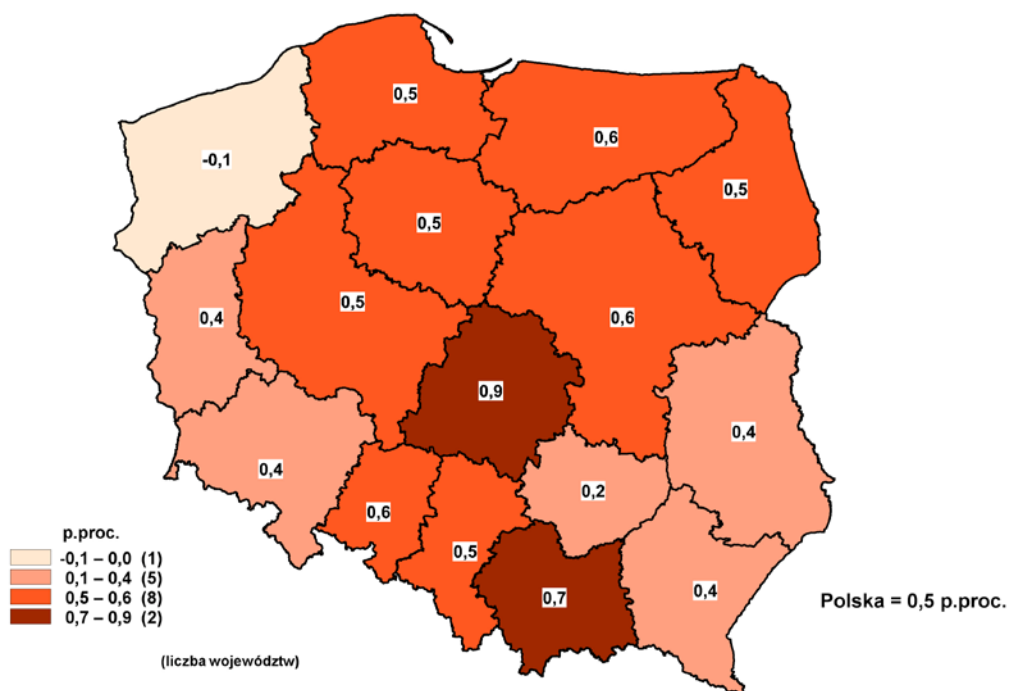 0,5
0,6
-0,1
0,5
0,5
0,5
0,4
0,6
0,9
0,4
0,4
0,2
0,6
0,5
0,7
0,4
p.proc.
-0,1 – 0,0 (1)
0,1 – 0,4 (5)
0,5 – 0,6 (8)
0,7 – 0,9 (2)
(liczba województw)
Polska = 0,5 p.proc.